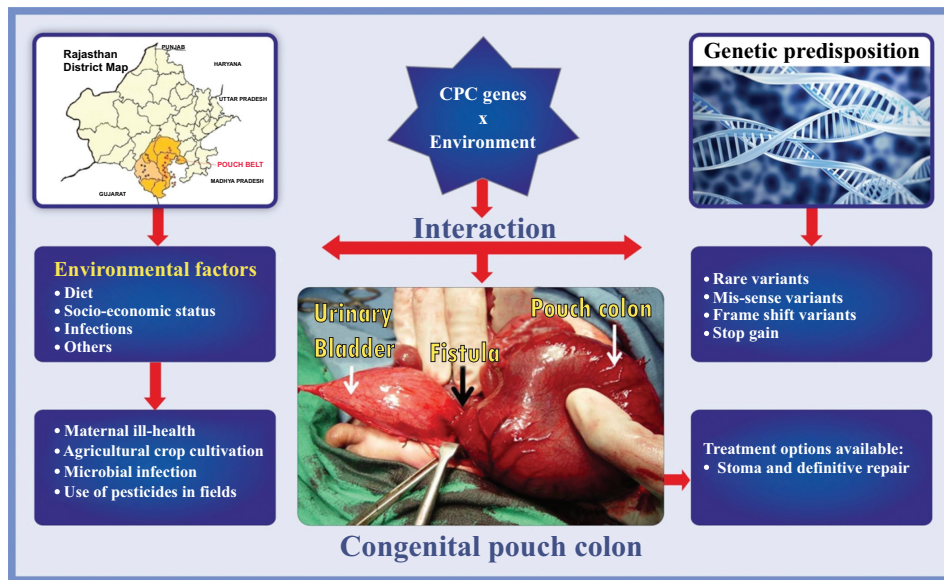 Rajasthan
District Map
PUNJAB
HARYANA
UTTAR PRADESH
POUCH BELT
MADHYA PRADESH
GUJARAT
CPC genes
x
Environment
Genetic predisposition
Interaction
Environmental factors
• Diet
• Socio-economic status
• Infections
• Others
• Rare variants
• Mis-sense variants
• Frame shift variants
• Stop gain
Urinary
Bladder
Fistula
Pouch colon
• Maternal ill-health
• Agricultural crop cultivation
• Microbial infection
• Use of pesticides in fields
Treatment options available:
• Stoma and definitive repair
Congenital pouch colon